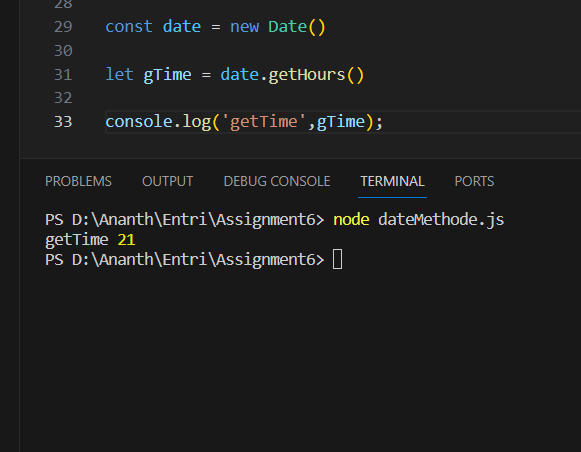 28
29 const date = new Date()
30
31 let gTime = date.getHours()
32
33 console.log('getTime',gTime);
PROBLEMS OUTPUT DEBUG CONSOLE TERMINAL PORTS
PS D:\Ananth\Entri\Assignment6> node dateMethode.js
getTime 21
PS D:\Ananth\Entri\Assignment6>